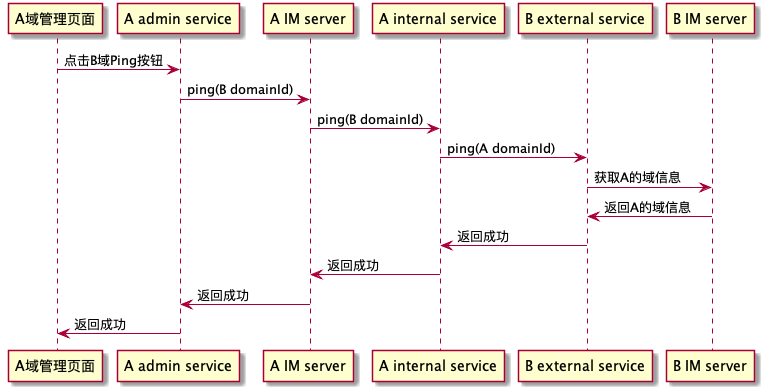 A域管理页面
A admin service
A IM server
A internal service
B external service
B IM server
点击B域Ping按钮
ping(B domainId)
ping(B domainId)
ping(A domainId)
获取A的域信息
返回A的域信息
返回成功
返回成功
返回成功
返回成功
A域管理页面
A admin service
A IM server
A internal service
B external service
B IM server